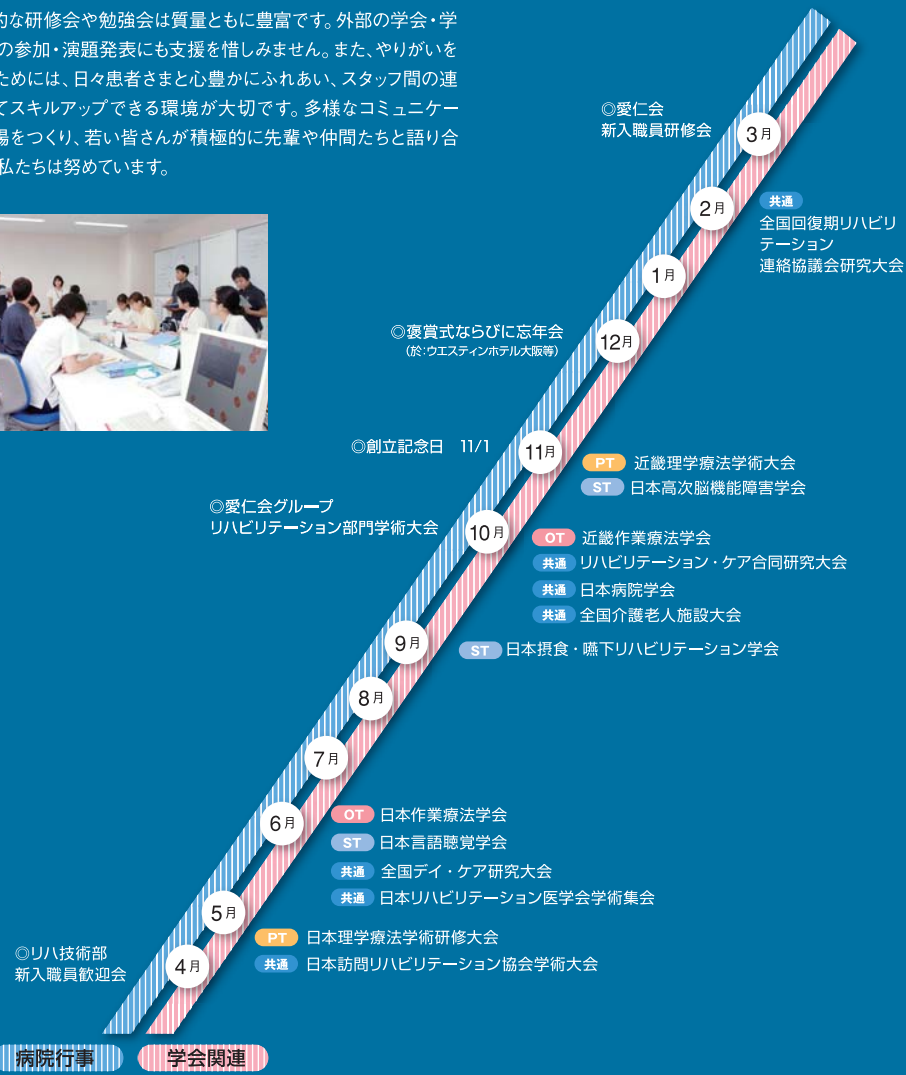 的な研修会や勉強会は質量ともに豊富です。外部の学会・学
の参加・演題発表にも支援を惜しみません。また、やりがいを
ためには、日々患者さまと心豊かにふれあい、スタッフ間の連
てスキルアップできる環境が大切です。多様なコミュニケー
場をつくり、若い皆さんが積極的に先輩や仲間たちと語り合
私たちは努めています。
◎愛仁会
新入職員研修会
3月
2月
共通
全国回復期リハビリ
テーション
連絡協議会研究大会
1月
◎褒賞式ならびに忘年会
(於:ウエスティンホテル大阪等)
12月
◎創立記念日 11/1
11月
PT 近畿理学療法学術大会
ST 日本高次脳機能障害学会
◎愛仁会グループ
リハビリテーション部門学術大会
10月
OT 近畿作業療法学会
共通 リハビリテーション・ケア合同研究大会
共通 日本病院学会
共通 全国介護老人施設大会
9月
ST 日本摂食・嚥下リハビリテーション学会
8月
7月
6月
OT 日本作業療法学会
ST 日本言語聴覚学会
共通 全国デイ・ケア研究大会
共通 日本リハビリテーション医学会学術集会
5月
PT 日本理学療法学術研修大会
共通 日本訪問リハビリテーション協会学術大会
◎リハ技術部
新入職員歓迎会
4月
病院行事
学会関連